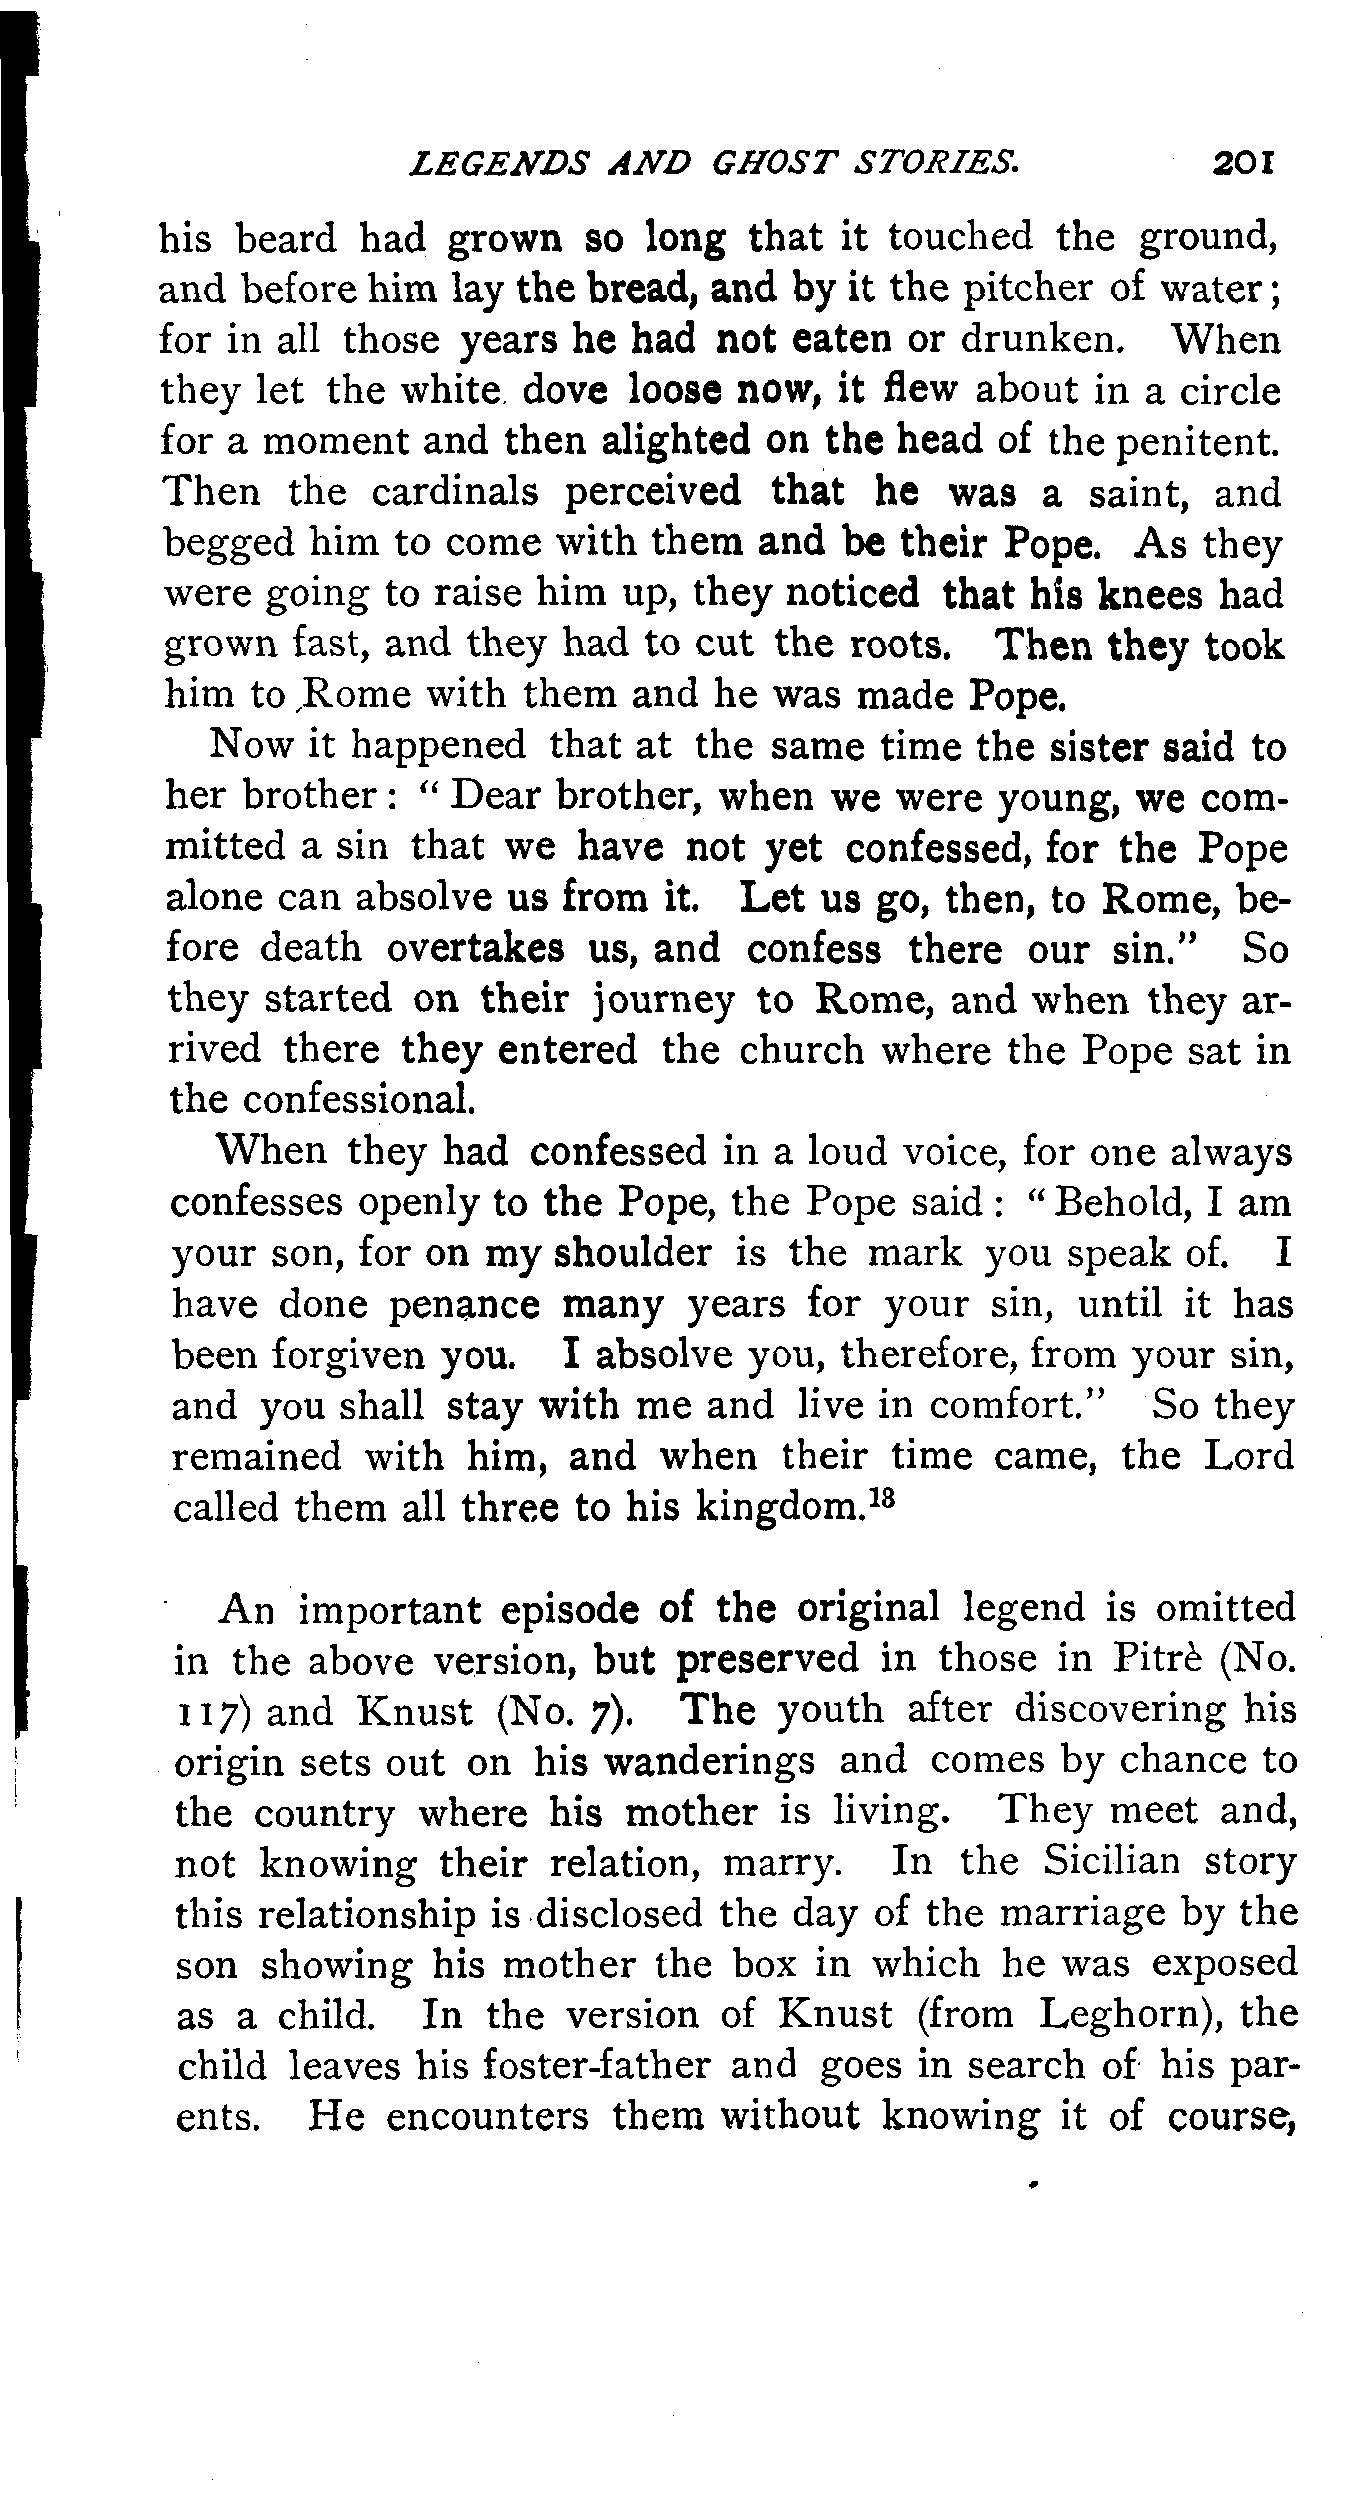 LEGENDS AND GHOST STORIES. 201
his beard had grown so long that it touched the ground,
and before him lay the bread, and by it the pitcher of water;
for in all those years he had not eaten or drunken. When
they let the white dove loose now, it flew about in a circle
for a moment and then alighted on the head of the penitent.
Then the cardinals perceived that he was a saint, and
begged him to come with them and be their Pope. As they
were going to raise him up, they noticed that his knees had
grown fast, and they had to cut the roots. Then they took
him to Rome with them and he was made Pope.
Now it happened that at the same time the sister said to
her brother: “Dear brother, when we were young, we com-
mitted a sin that we have not yet confessed, for the Pope
alone can absolve us from it. Let us go, then, to Rome, be-
fore death overtakes us, and confess there our sin.” So
they started on their journey to Rome, and when they ar-
rived there they entered the church where the Pope sat in
the confessional.
When they had confessed in a loud voice, for one always
confesses openly to the Pope, the Pope said: “Behold, I am
your son, for on my shoulder is the mark you speak of. I
have done penance many years for your sin, until it has
been forgiven you. I absolve you, therefore, from your sin,
and you shall stay with me and live in comfort.” So they
remained with him, and when their time came, the Lord
called them all three to his kingdom.¹⁸
An important episode of the original legend is omitted
in the above version, but preserved in those in Pitrè (No.
117) and Knust (No. 7). The youth after discovering his
origin sets out on his wanderings and comes by chance to
the country where his mother is living. They meet and,
not knowing their relation, marry. In the Sicilian story
this relationship is disclosed the day of the marriage by the
son showing his mother the box in which he was exposed
as a child. In the version of Knust (from Leghorn), the
child leaves his foster-father and goes in search of his par-
ents. He encounters them without knowing it of course,